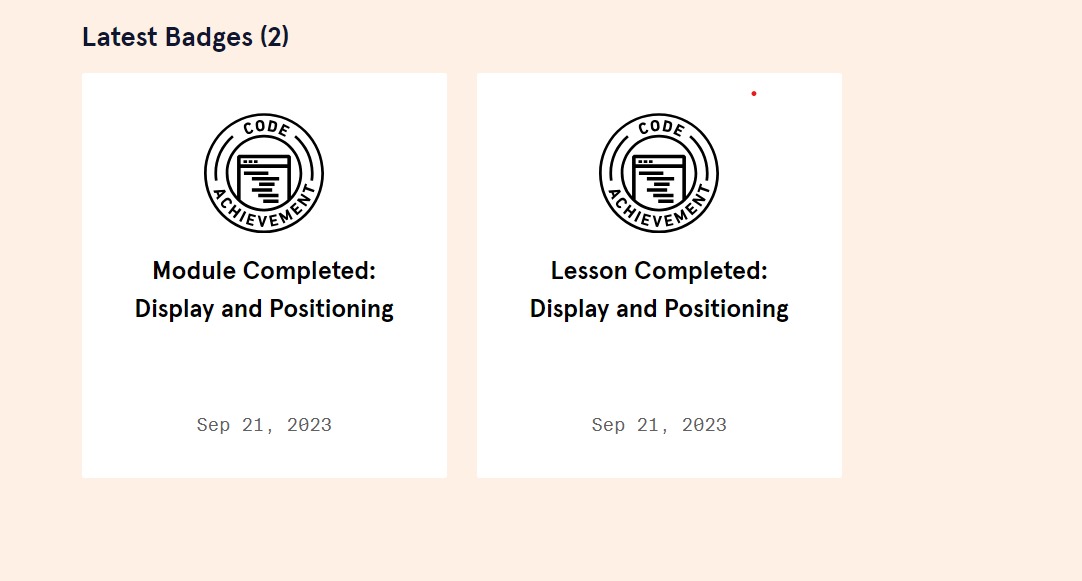 Latest Badges (2)
CODE
ACHIEVEMENT
Module Completed:
Display and Positioning
Sep 21, 2023
CODE
ACHIEVEMENT
Lesson Completed:
Display and Positioning
Sep 21, 2023